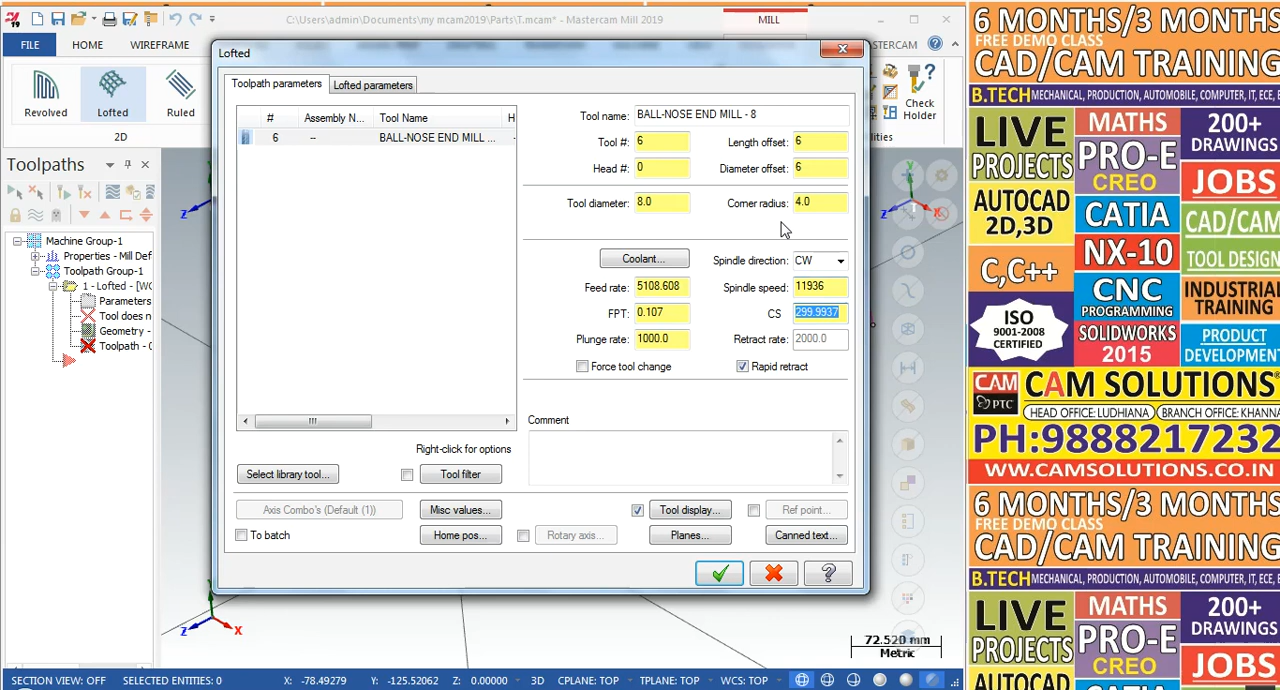 C:\Users\admin\Documents\my mcam2019\Parts\T.mcam* - Mastercam Mill 2019
MILL
FILE
HOME
WIREFRAME
STERCAM
Revolved
Lofted
Ruled
2D
Check
Holder
lities
Toolpaths
Machine Group-1
Properties - Mill Def
Toolpath Group-1
1 - Lofted - [WC
Parameters
Tool does n
Geometry -
Toolpath - 0
Lofted
Toolpath parameters
Lofted parameters
# Assembly N... Tool Name H
6 -- BALL-NOSE END MILL ...
Tool name: BALL-NOSE END MILL - 8
Tool #: 6 Length offset: 6
Head #: 0 Diameter offset: 6
Tool diameter: 8.0 Corner radius: 4.0
Coolant... Spindle direction: CW
Feed rate: 5108.608 Spindle speed: 11936
FPT: 0.107 CS 299.9937
Plunge rate: 1000.0 Retract rate: 2000.0
Force tool change Rapid retract
Comment
Right-click for options
Select library tool... Tool filter
Axis Combo's (Default (1)) Misc values... Tool display... Ref point...
To batch Home pos... Rotary axis... Planes... Canned text...
Z
X
Z
T
X
72.520 mm
Metric
SECTION VIEW: OFF SELECTED ENTITIES: 0 X: -78.49279 Y: -125.52062 Z: 0.00000 3D CPLANE: TOP TPLANE: TOP WCS: TOP
6 MONTHS/3 MONTHS
FREE DEMO CLASS
CAD/CAM TRAINING
B.TECH MECHANICAL, PRODUCTION, AUTOMOBILE, COMPUTER, IT, ECE, E
LIVE
PROJECTS
MATHS
PRO-E
CREO
200+
DRAWINGS
JOBS
AUTOCAD
2D,3D
CATIA
CAD/CAM
TOOL DESIGN
C,C++
NX-10
CNC
PROGRAMMING
INDUSTRIAL
TRAINING
ISO
9001-2008
CERTIFIED
SOLIDWORKS
2015
PRODUCT
DEVELOPMENT
CAM
PTC
CAM SOLUTIONS®
HEAD OFFICE: LUDHIANA BRANCH OFFICE: KHANNA
PH:9888217232
WWW.CAMSOLUTIONS.CO.IN
6 MONTHS/3 MONTHS
FREE DEMO CLASS
CAD/CAM TRAINING
B.TECH MECHANICAL, PRODUCTION, AUTOMOBILE, COMPUTER, IT, ECE, E
LIVE
PROJECTS
MATHS
PRO-E
CREO
200+
DRAWINGS
JOBS
AUTOCAD
CATIA
CAD/CAM